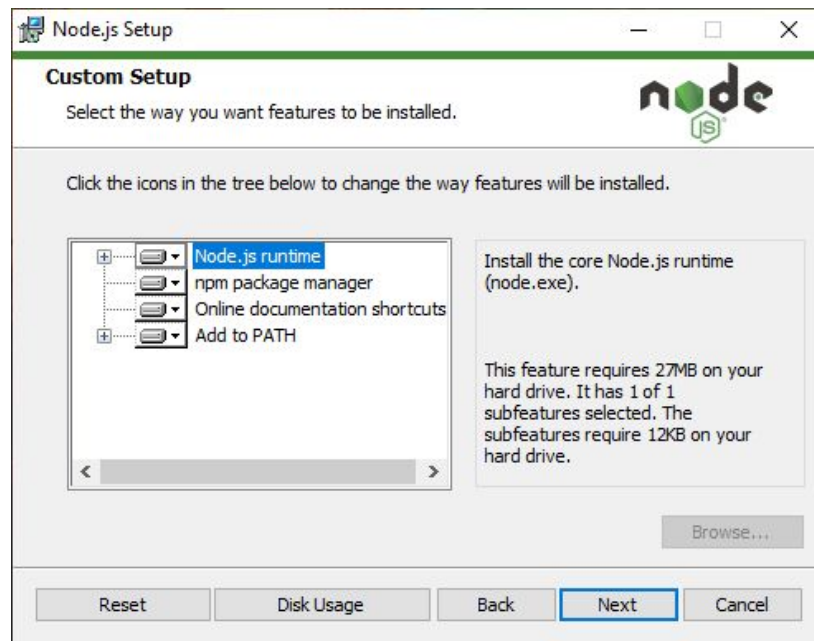 Node.js Setup
Custom Setup
Select the way you want features to be installed.
node
JS
Click the icons in the tree below to change the way features will be installed.
Node.js runtime
npm package manager
Online documentation shortcuts
Add to PATH
Install the core Node.js runtime
(node.exe).
This feature requires 27MB on your
hard drive. It has 1 of 1
subfeatures selected. The
subfeatures require 12KB on your
hard drive.
Browse...
Reset
Disk Usage
Back
Next
Cancel